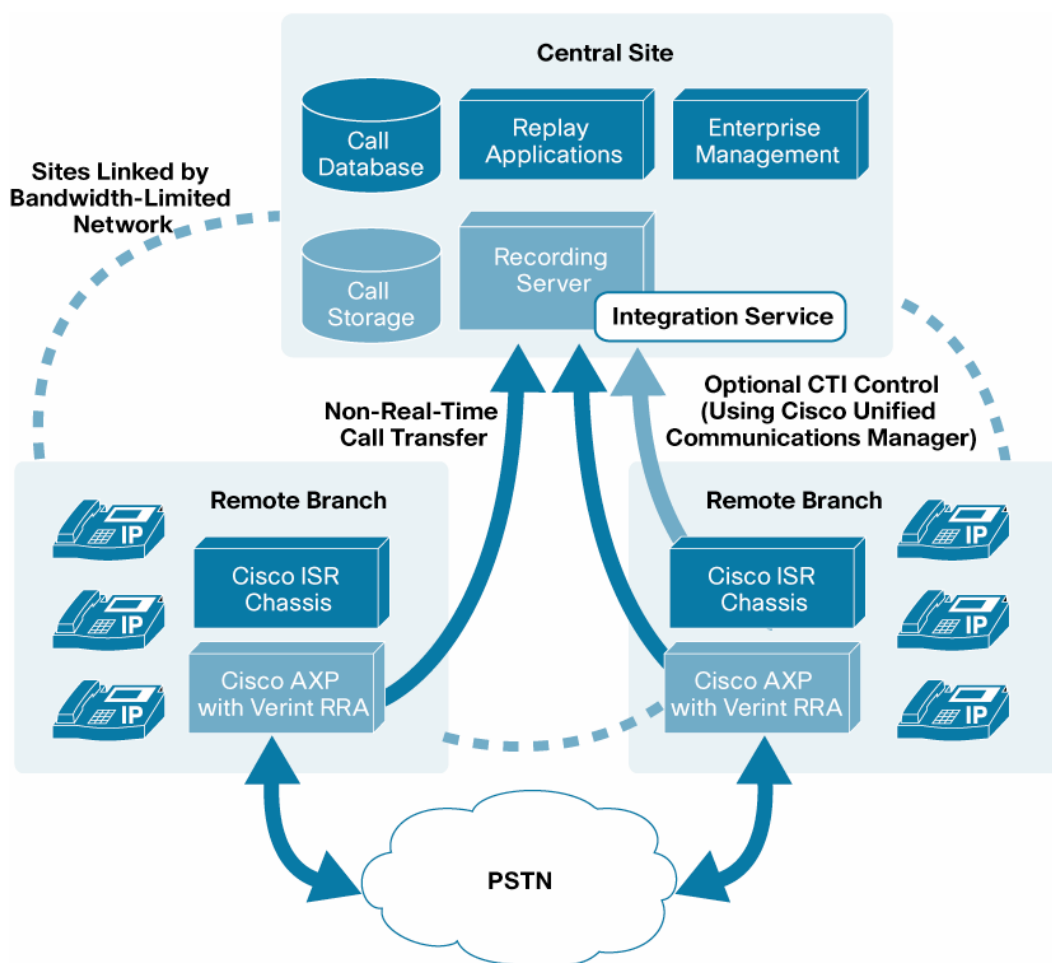 Central Site
Call
Database
Replay
Applications
Enterprise
Management
Sites Linked by
Bandwidth-Limited
Network
Call
Storage
Recording
Server
Integration Service
Non-Real-Time
Call Transfer
Optional CTI Control
(Using Cisco Unified
Communications Manager)
Remote Branch
IP
IP
IP
Cisco ISR
Chassis
Cisco AXP
with Verint RRA
Remote Branch
Cisco ISR
Chassis
Cisco AXP
with Verint RRA
IP
IP
IP
PSTN